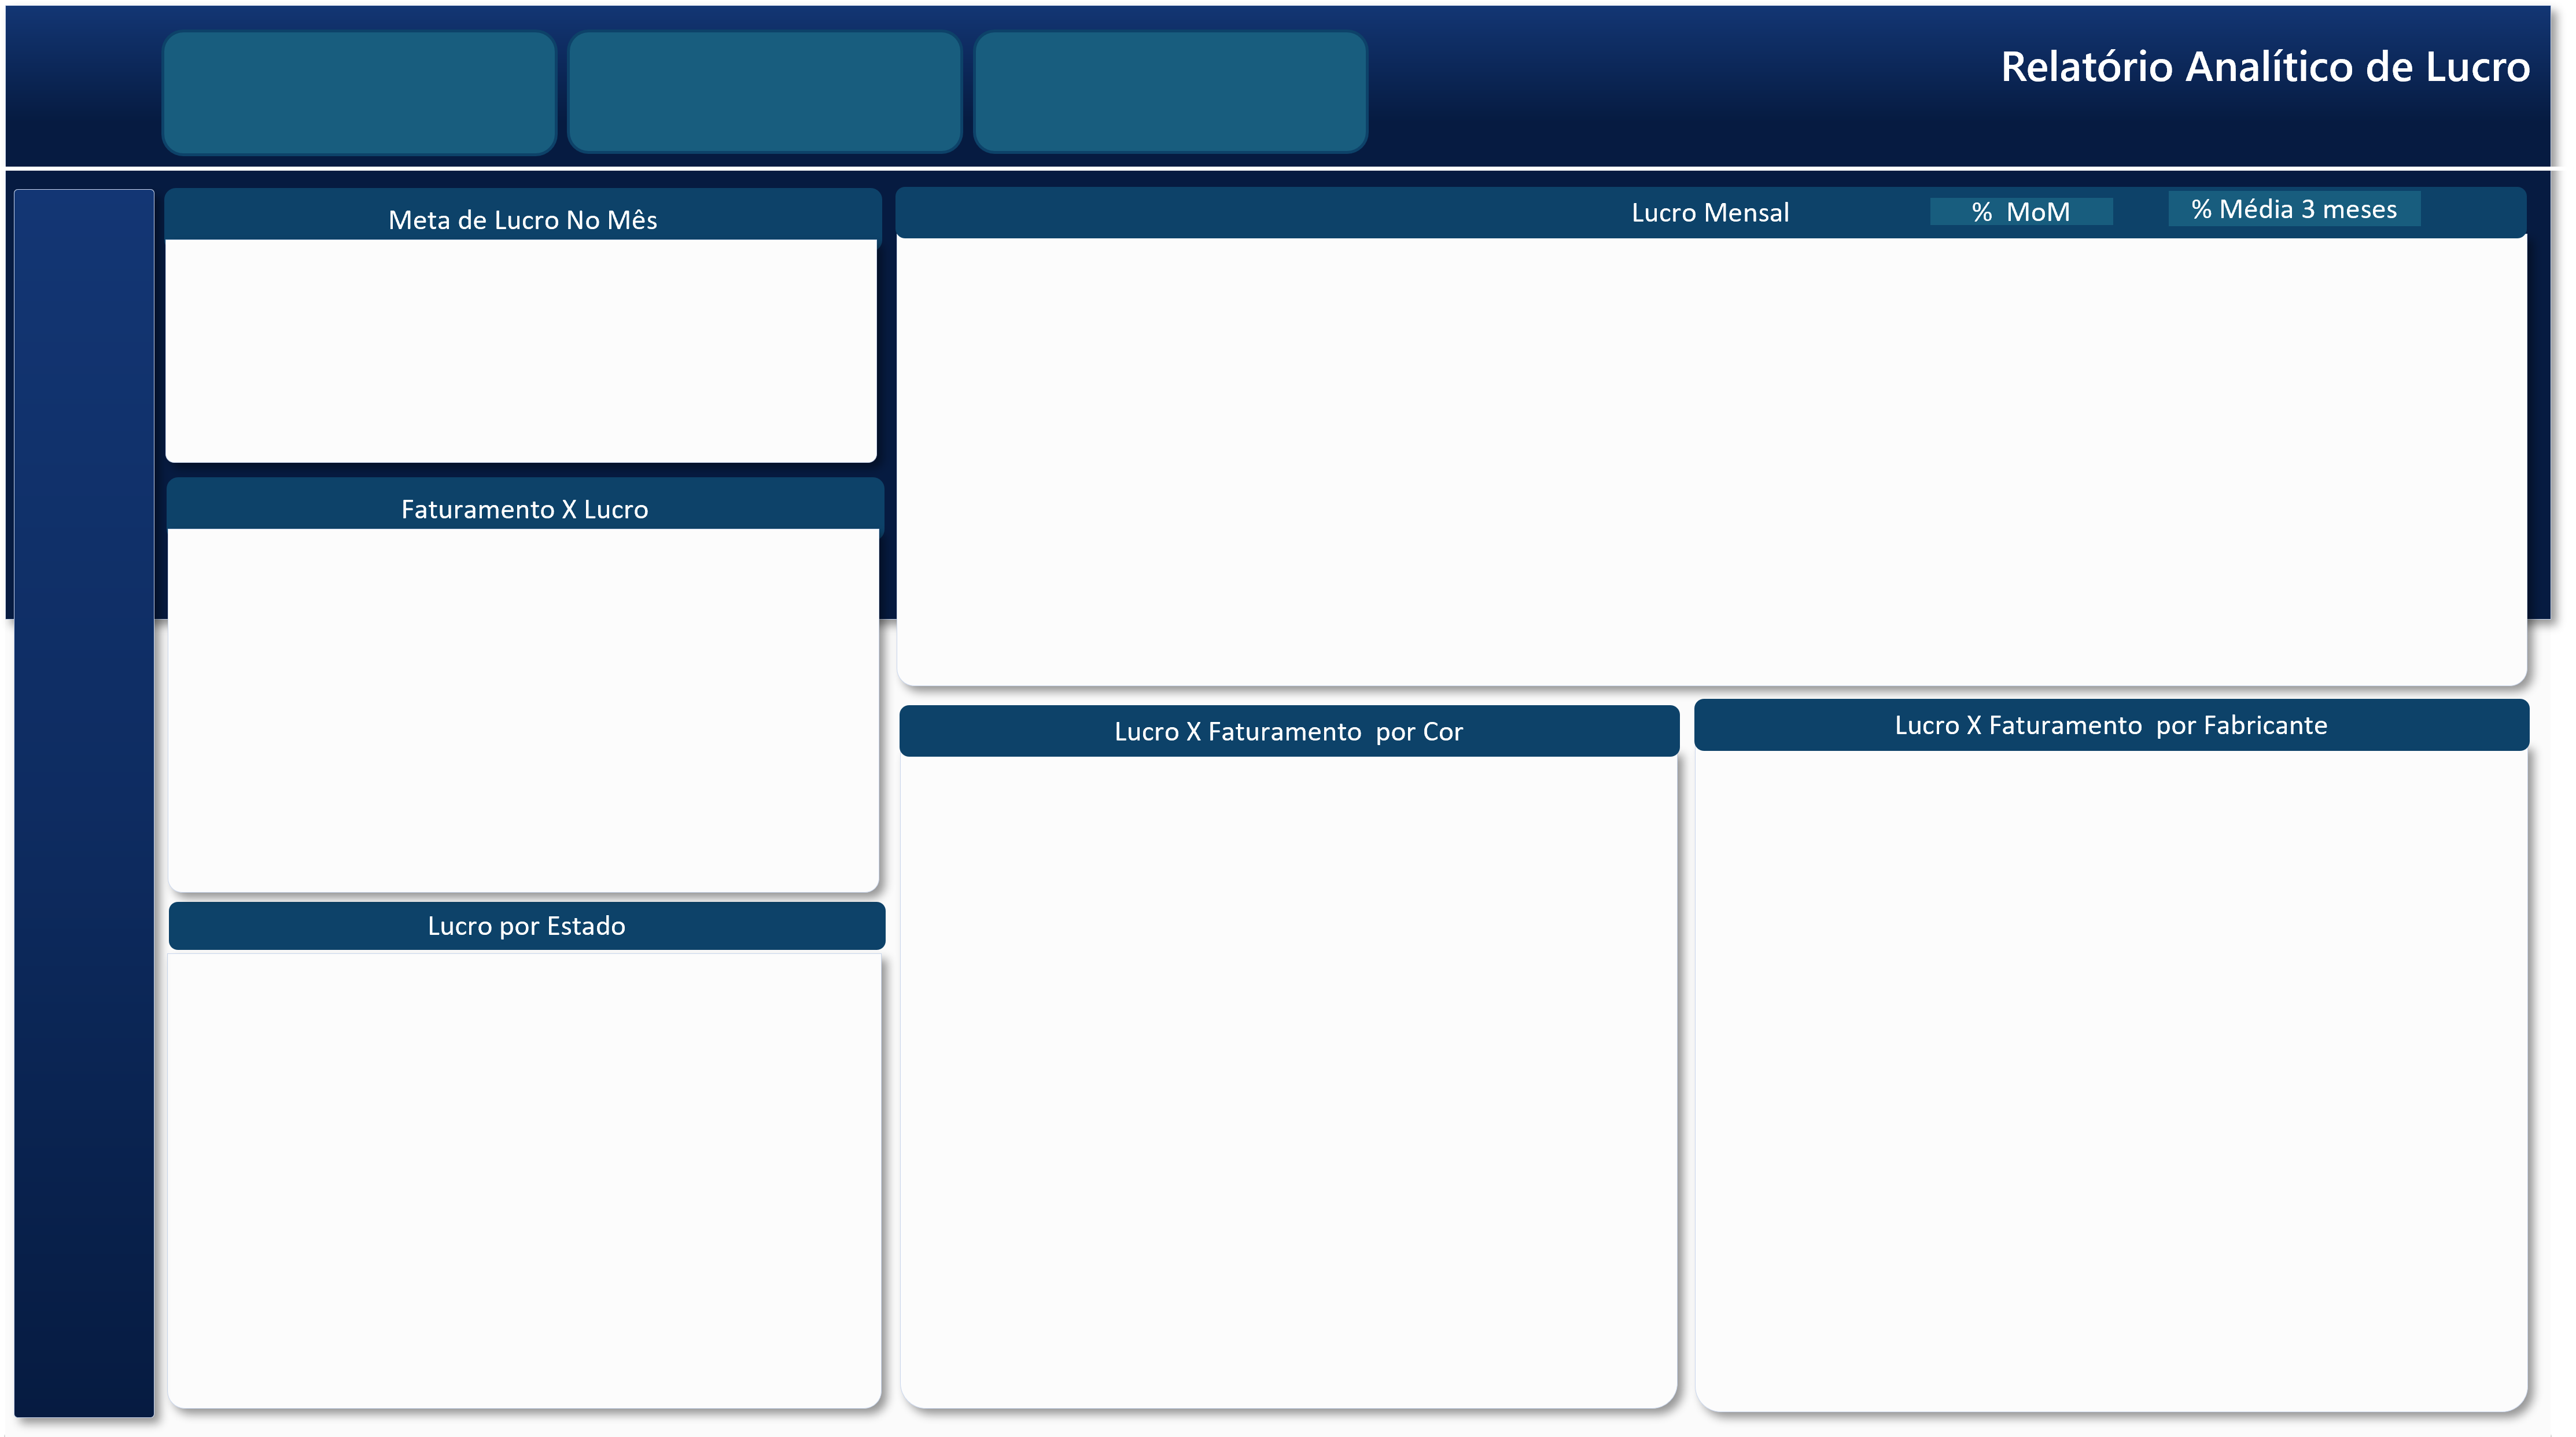 Relatório Analítico de Lucro
Meta de Lucro No Mês
Lucro Mensal
% MoM
% Média 3 meses
Faturamento X Lucro
Lucro X Faturamento  por Cor
Lucro X Faturamento  por Fabricante
Lucro por Estado